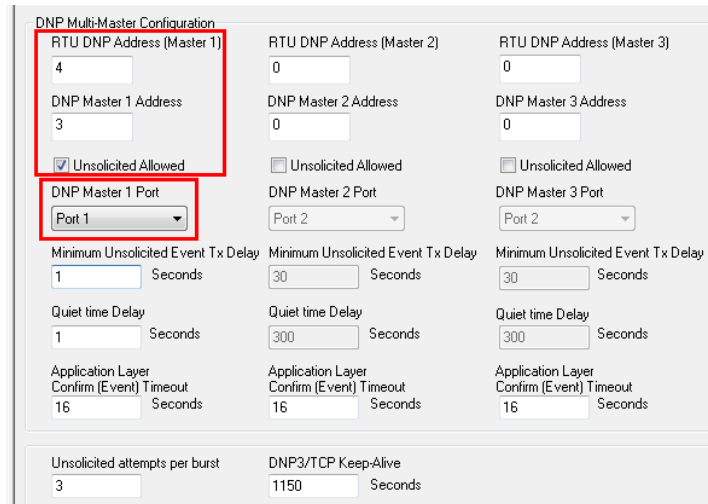 DNP Multi-Master Configuration
RTU DNP Address (Master 1) RTU DNP Address (Master 2) RTU DNP Address (Master 3)
4 0 0
DNP Master 1 Address DNP Master 2 Address DNP Master 3 Address
3 0 0
Unsolicited Allowed Unsolicited Allowed Unsolicited Allowed
DNP Master 1 Port DNP Master 2 Port DNP Master 3 Port
Port 1 Port 2 Port 2
Minimum Unsolicited Event Tx Delay Minimum Unsolicited Event Tx Delay Minimum Unsolicited Event Tx Delay
1 Seconds 30 Seconds 30 Seconds
Quiet time Delay Quiet time Delay Quiet time Delay
1 Seconds 300 Seconds 300 Seconds
Application Layer Application Layer Application Layer
Confirm (Event) Timeout Confirm (Event) Timeout Confirm (Event) Timeout
16 Seconds 16 Seconds 16 Seconds
Unsolicited attempts per burst DNP3/TCP Keep-Alive
3 1150 Seconds